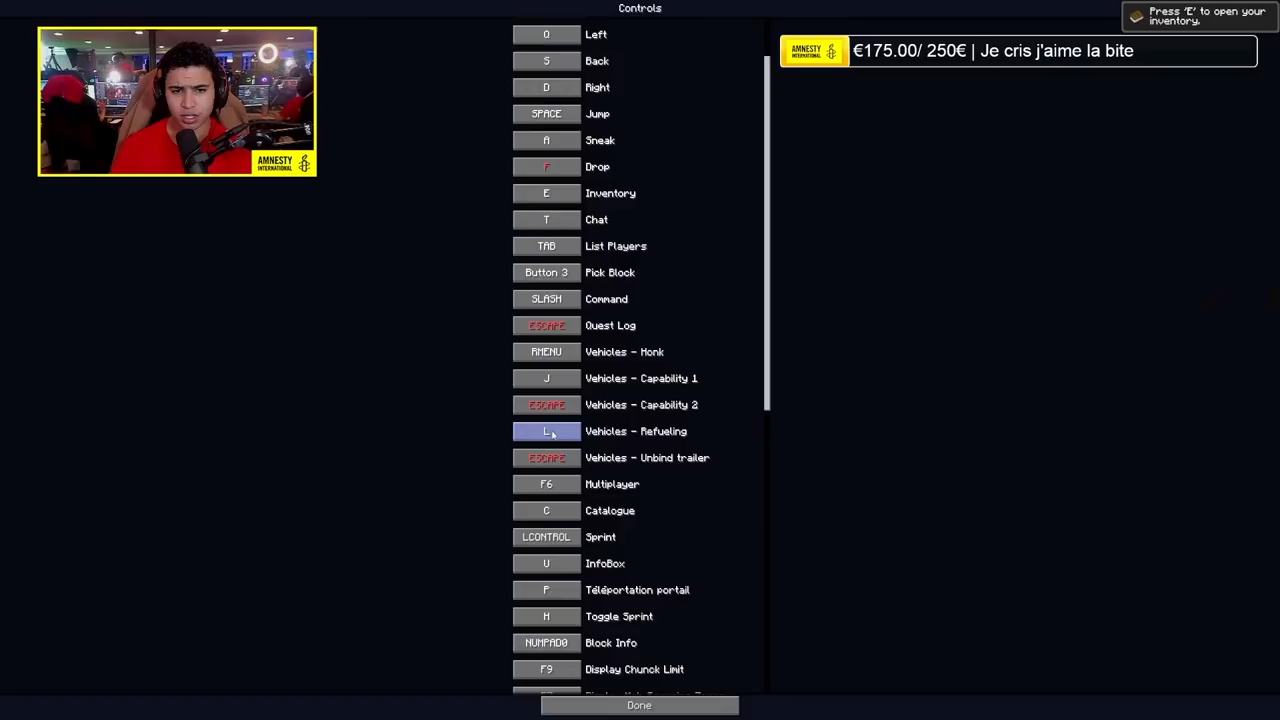 Controls
Press 'E' to open your
inventory.
AMNESTY
INTERNATIONAL
€175.00/ 250€ | Je cris j'aime la bite
AMNESTY
INTERNATIONAL
Q Left
S Back
D Right
SPACE Jump
A Sneak
F Drop
E Inventory
T Chat
TAB List Players
Button 3 Pick Block
SLASH Command
ESCAPE Quest Log
RMENU Vehicles - Honk
J Vehicles - Capability 1
ESCAPE Vehicles - Capability 2
L Vehicles - Refueling
ESCAPE Vehicles - Unbind trailer
F6 Multiplayer
C Catalogue
LCONTROL Sprint
U InfoBox
P Téléportation portail
H Toggle Sprint
NUMPAD0 Block Info
F9 Display Chunck Limit
Done